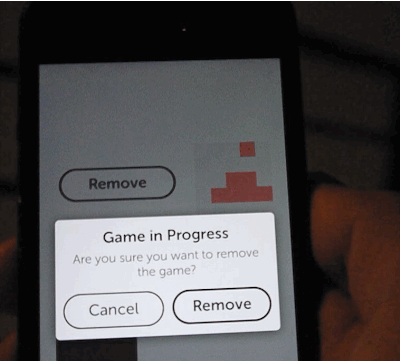 Remove
Game in Progress
Are you sure you want to remove
the game?
Cancel
Remove